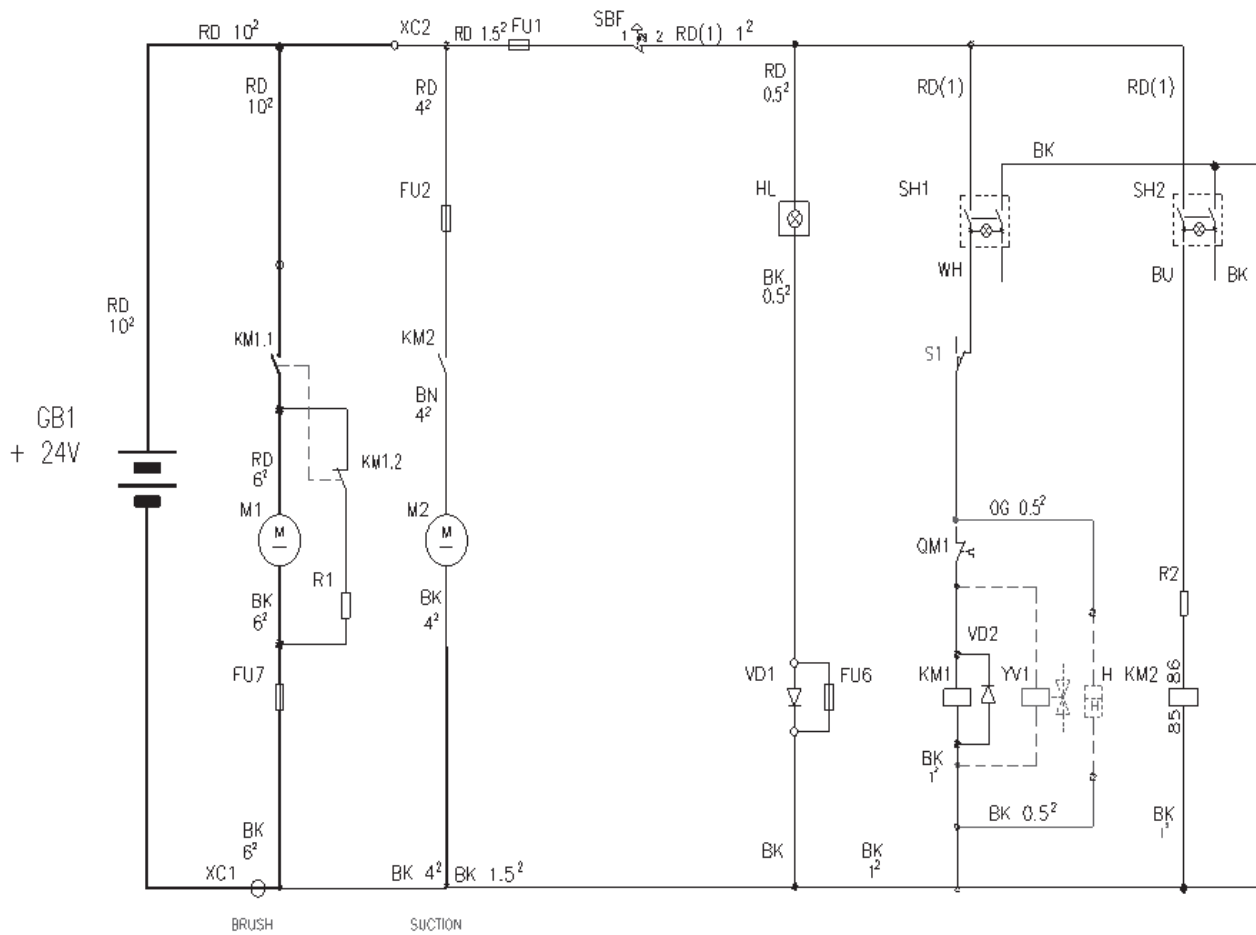 RD 10²
XC2
RD 1.5²
FU1
SBF
1
2
RD(1) 1²
RD
10²
RD
4²
RD
0.5²
RD(1)
RD(1)
BK
FU2
HL
SH1
SH2
BK
0.5²
WH
BU
BK
RD
10²
KM1.1
KM2
S1
BN
4²
GB1
+ 24V
RD
6²
KM1.2
M1
M
M2
M
OG 0.5²
QM1
R1
R2
BK
6²
BK
4²
VD2
FU7
VD1
FU6
KM1
YV1
H
H
KM2
86
85
BK
1²
BK 0.5²
BK
6²
BK
BK
1²
BK
1²
XC1
BK 4²
BK 1.5²
BRUSH
SUCTION